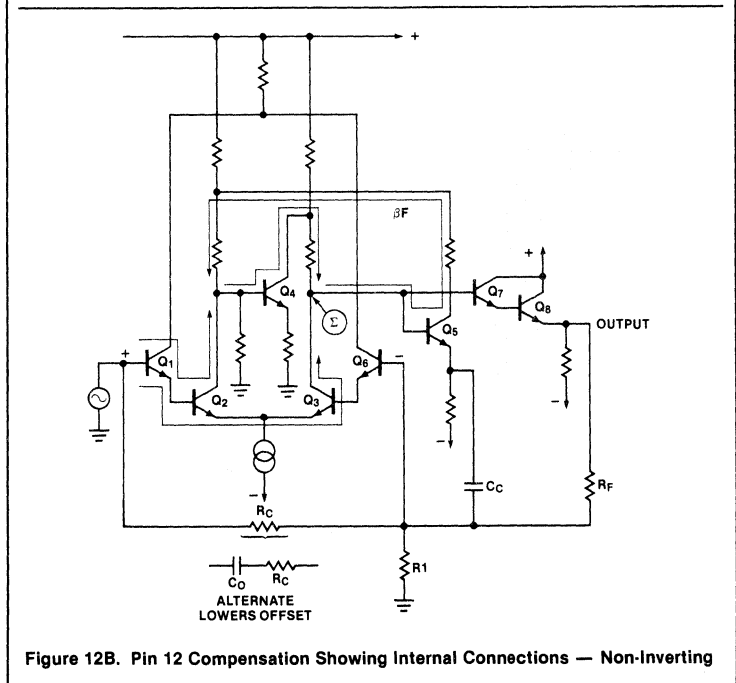 +
βF
Q4
Q7
+
Q8
Σ
Q5
OUTPUT
+
Q1
Q6
−
Q2
Q3
−
−
−
CC
RF
RC
R1
CO
RC
ALTERNATE
LOWERS OFFSET
Figure 12B. Pin 12 Compensation Showing Internal Connections — Non-Inverting